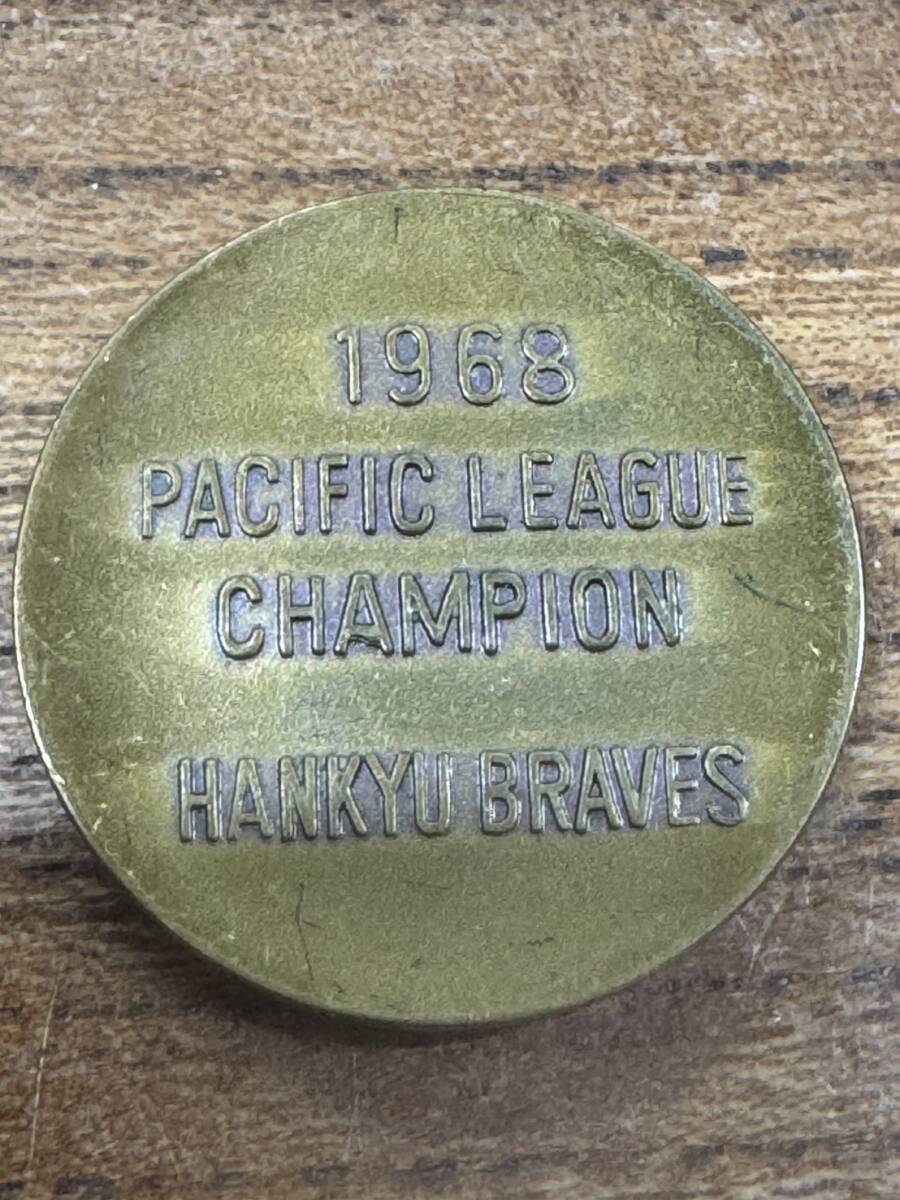 1968
PACIFIC LEAGUE
CHAMPION
HANKYU BRAVES